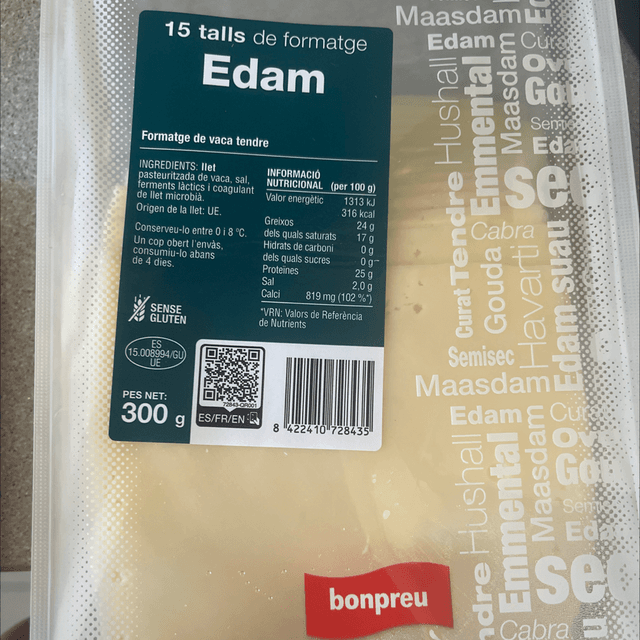 15 talls de formatge
Edam
Formatge de vaca tendre
INGREDIENTS: llet
pasteuritzada de vaca, sal,
ferments làctics i coagulant
de llet microbià.
Origen de la llet: UE.
Conserveu-lo entre 0 i 8 °C.
Un cop obert l'envàs,
consumiu-lo abans
de 4 dies.
INFORMACIÓ
NUTRICIONAL (per 100 g)
Valor energètic 1313 kJ
316 kcal
Greixos 24 g
dels quals saturats 17 g
Hidrats de carboni 0 g
dels quals sucres 0 g
Proteïnes 25 g
Sal 2,0 g
Calci 819 mg (102 %*)
*VRN: Valors de Referència
de Nutrients
SENSE
GLUTEN
ES
15.008994/GU
UE
PES NET:
300 g
ES/FR/EN
8 422410 728435
Maasdam
Edam
Hushall
Emmental
Maasdam
Tendre
Curat
Cabra
Gouda
Havarti
Edam suau
Semisec
Maasdam
Edam
Hushall
Emmental
Maasdam
Cabra
bonpreu